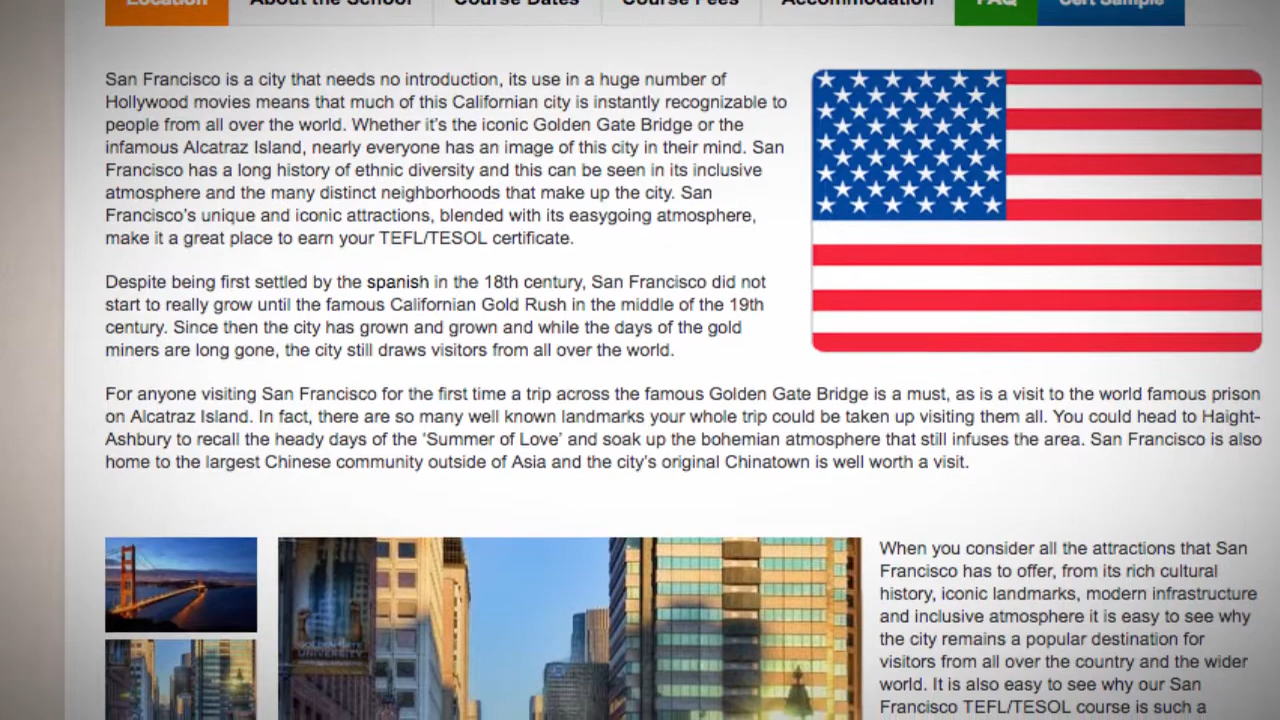 Location About the School Course Dates Course Fees Accommodation FAQ Cert Sample
San Francisco is a city that needs no introduction, its use in a huge number of
Hollywood movies means that much of this Californian city is instantly recognizable to
people from all over the world. Whether it's the iconic Golden Gate Bridge or the
infamous Alcatraz Island, nearly everyone has an image of this city in their mind. San
Francisco has a long history of ethnic diversity and this can be seen in its inclusive
atmosphere and the many distinct neighborhoods that make up the city. San
Francisco's unique and iconic attractions, blended with its easygoing atmosphere,
make it a great place to earn your TEFL/TESOL certificate.
Despite being first settled by the spanish in the 18th century, San Francisco did not
start to really grow until the famous Californian Gold Rush in the middle of the 19th
century. Since then the city has grown and grown and while the days of the gold
miners are long gone, the city still draws visitors from all over the world.
For anyone visiting San Francisco for the first time a trip across the famous Golden Gate Bridge is a must, as is a visit to the world famous prison
on Alcatraz Island. In fact, there are so many well known landmarks your whole trip could be taken up visiting them all. You could head to Haight-
Ashbury to recall the heady days of the 'Summer of Love' and soak up the bohemian atmosphere that still infuses the area. San Francisco is also
home to the largest Chinese community outside of Asia and the city's original Chinatown is well worth a visit.
GOLDEN GATE
UNIVERSITY
When you consider all the attractions that San
Francisco has to offer, from its rich cultural
history, iconic landmarks, modern infrastructure
and inclusive atmosphere it is easy to see why
the city remains a popular destination for
visitors from all over the country and the wider
world. It is also easy to see why our San
Francisco TEFL/TESOL course is such a